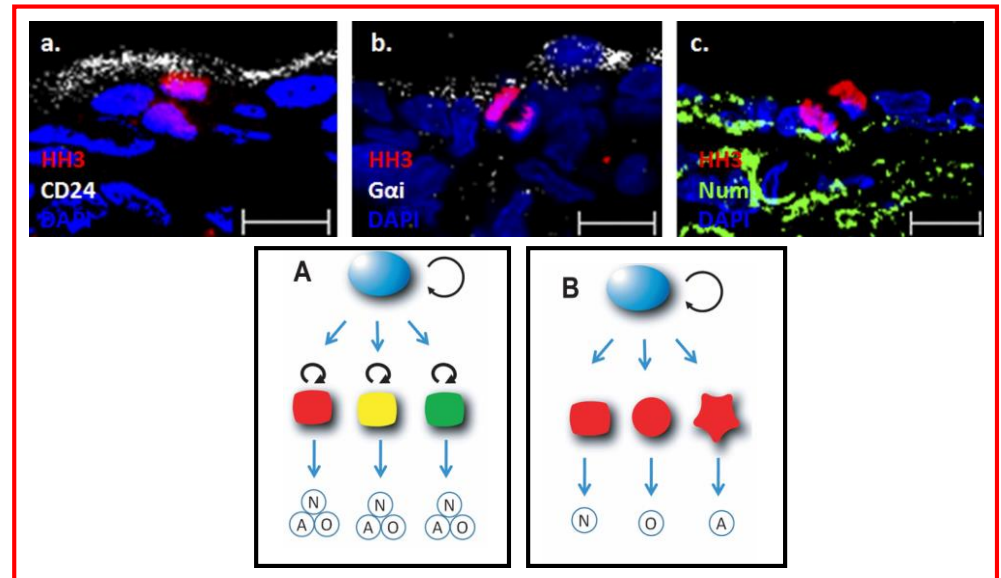 a.
HH3
CD24
DAPI
b.
HH3
Gαi
DAPI
c.
HH3
Num
DAPI
A
N
A O
N
A O
N
A O
B
N
O
A